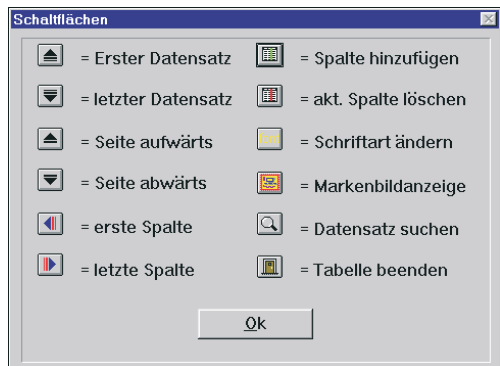 Schaltflächen
= Erster Datensatz
= Spalte hinzufügen
= letzter Datensatz
= akt. Spalte löschen
= Seite aufwärts
= Schriftart ändern
= Seite abwärts
= Markenbildanzeige
= erste Spalte
= Datensatz suchen
= letzte Spalte
= Tabelle beenden
Ok